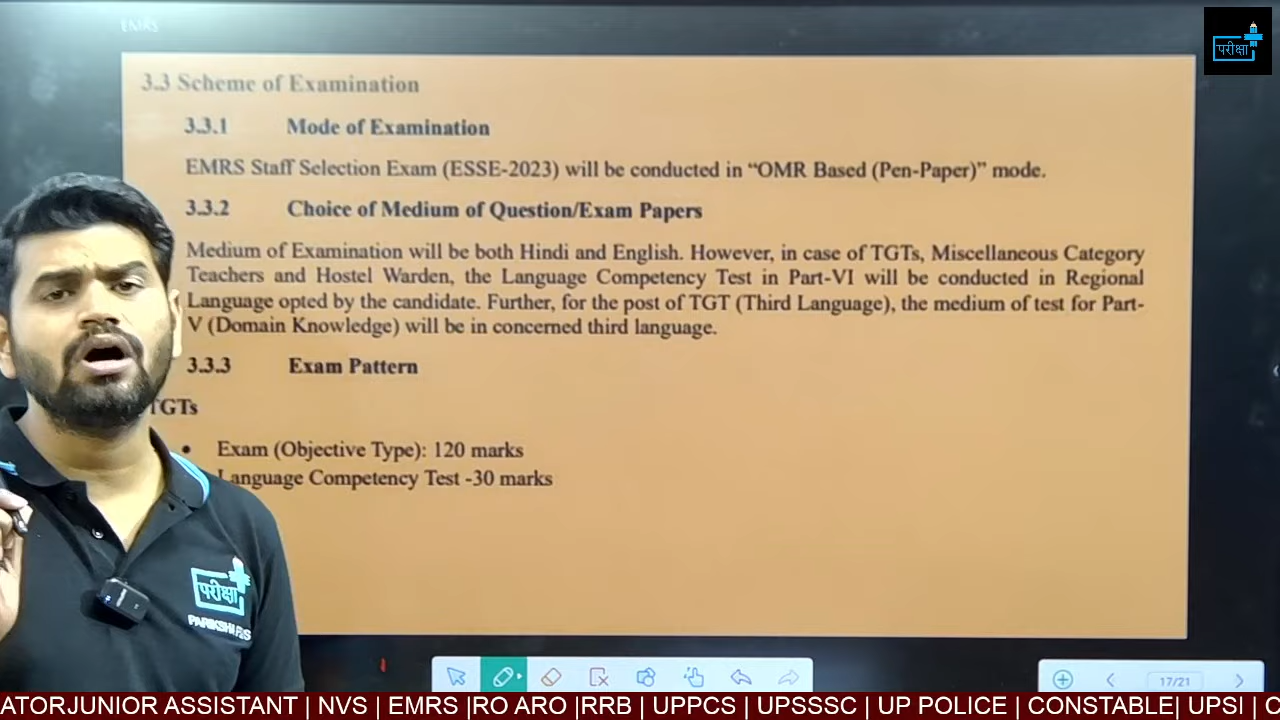 EMRS
परीक्षा
3.3 Scheme of Examination
3.3.1 Mode of Examination
EMRS Staff Selection Exam (ESSE-2023) will be conducted in “OMR Based (Pen-Paper)” mode.
3.3.2 Choice of Medium of Question/Exam Papers
Medium of Examination will be both Hindi and English. However, in case of TGTs, Miscellaneous Category
Teachers and Hostel Warden, the Language Competency Test in Part-VI will be conducted in Regional
Language opted by the candidate. Further, for the post of TGT (Third Language), the medium of test for Part-
V (Domain Knowledge) will be in concerned third language.
3.3.3 Exam Pattern
TGTs
• Exam (Objective Type): 120 marks
Language Competency Test -30 marks
परीक्षा
17/21
ATORJUNIOR ASSISTANT | NVS | EMRS |RO ARO |RRB | UPPCS | UPSSSC | UP POLICE | CONSTABLE| UPSI | C